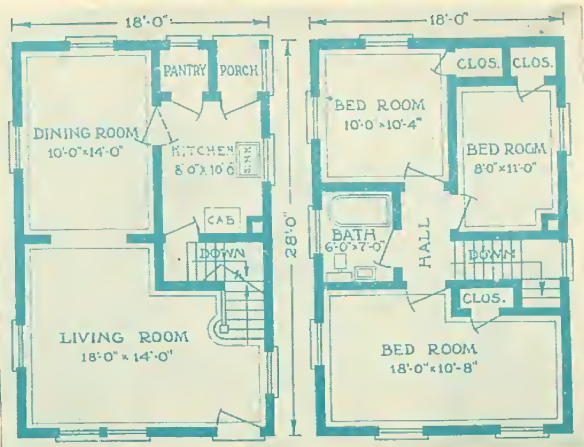 18'-0"
PANTRY
PORCH
DINING ROOM
10'-0"×14'-0"
KITCHEN
8'-0"×10'-0
SINK
CAB.
DOWN
LIVING ROOM
18'-0"×14'-0"
28'-0"
18'-0"
CLOS.
CLOS.
BED ROOM
10'-0"×10'-4"
BED ROOM
8'-0"×11'-0"
BATH
6'-0"×7'-0"
HALL
DOWN
CLOS.
BED ROOM
18'-0"×10'-8"